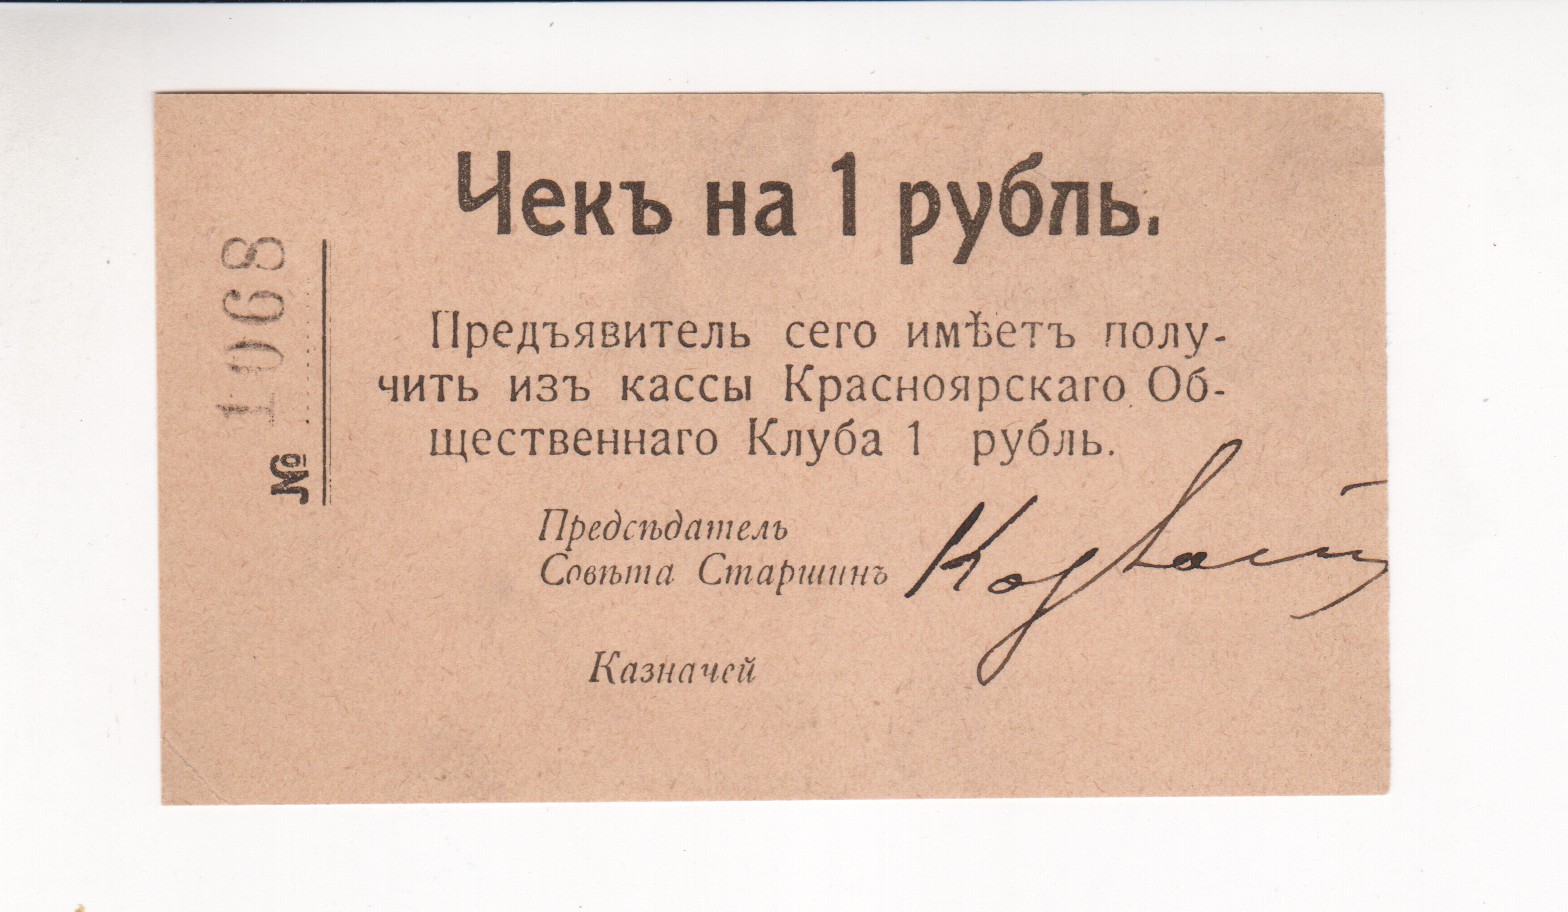 Чекъ на 1 рубль.
№ 1068
Предъявитель сего имѣетъ полу-
чить изъ кассы Красноярскаго Об-
щественнаго Клуба 1 рубль.
Предсѣдатель
Совѣта Старшинъ
Казначей